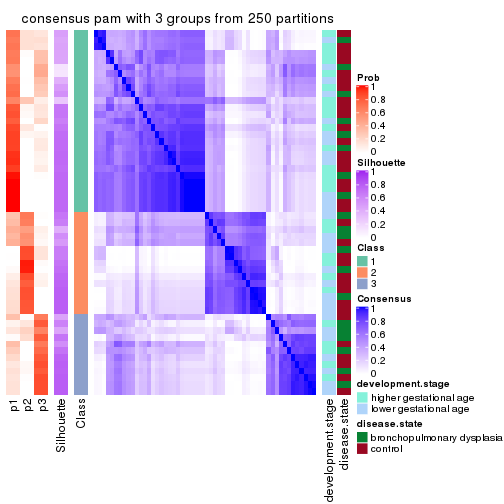 consensus pam with 3 groups from 250 partitions
Prob
1
0.8
0.6
0.4
0.2
0
Silhouette
1
0.8
0.6
0.4
0.2
0
Class
1
2
3
Consensus
1
0.8
0.6
0.4
0.2
0
development.stage
higher gestational age
lower gestational age
disease.state
bronchopulmonary dysplasia
control
p1
p2
p3
Silhouette
Class
development.stage
disease.state